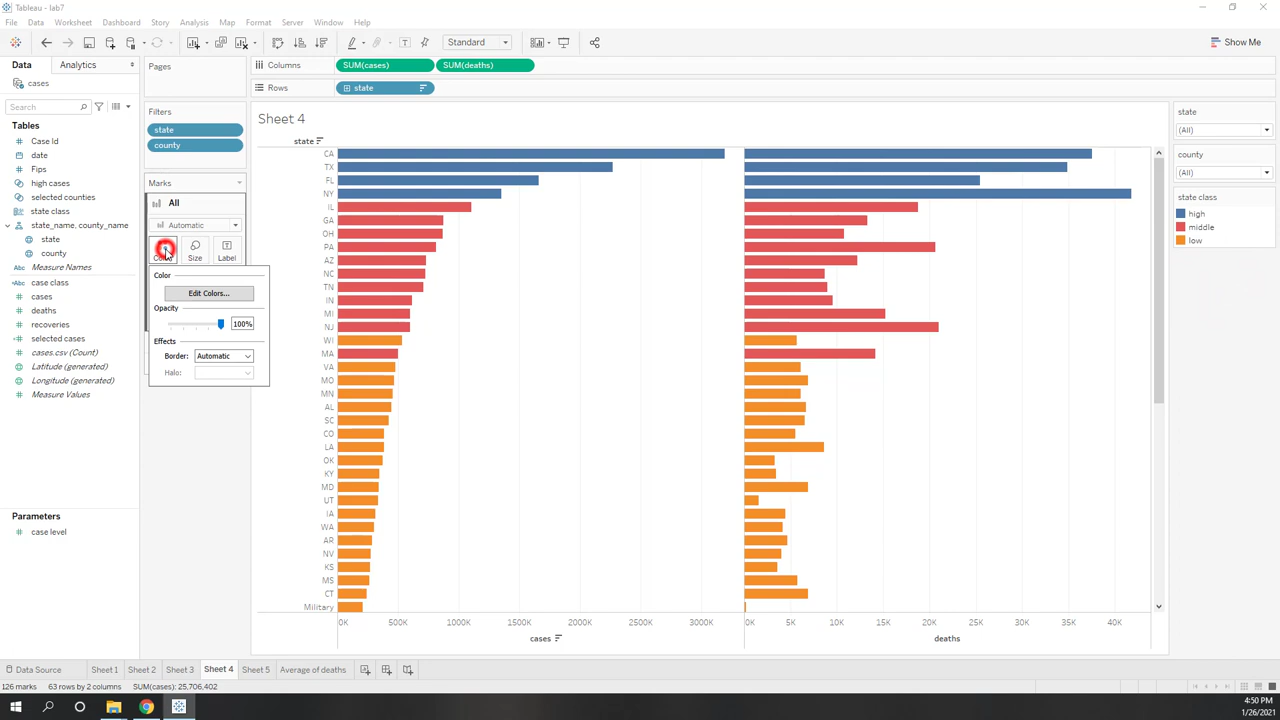 Tableau - lab7
File Data Worksheet Dashboard Story Analysis Map Format Server Window Help
Standard
Show Me
Data Analytics
cases
Search
Tables
Case Id
date
Fips
high cases
selected counties
state class
state_name, county_name
state
county
Measure Names
case class
cases
deaths
recoveries
selected cases
cases.csv (Count)
Latitude (generated)
Longitude (generated)
Measure Values
Parameters
case level
Pages
Filters
state
county
Marks
All
Automatic
Size Label
Color
Edit Colors...
Opacity
100%
Effects
Border: Automatic
Halo:
Columns SUM(cases) SUM(deaths)
Rows state
Sheet 4
state
CA
TX
FL
NY
IL
GA
OH
PA
AZ
NC
TN
IN
MI
NJ
WI
MA
VA
MO
MN
AL
SC
CO
LA
OK
KY
MD
UT
IA
WA
AR
NV
KS
MS
CT
Military
0K 500K 1000K 1500K 2000K 2500K 3000K 0K 5K 10K 15K 20K 25K 30K 35K 40K
cases deaths
state
(All)
county
(All)
state class
high
middle
low
Data Source Sheet 1 Sheet 2 Sheet 3 Sheet 4 Sheet 5 Average of deaths
126 marks 63 rows by 2 columns SUM(cases): 25,706,402
4:50 PM
1/26/2021